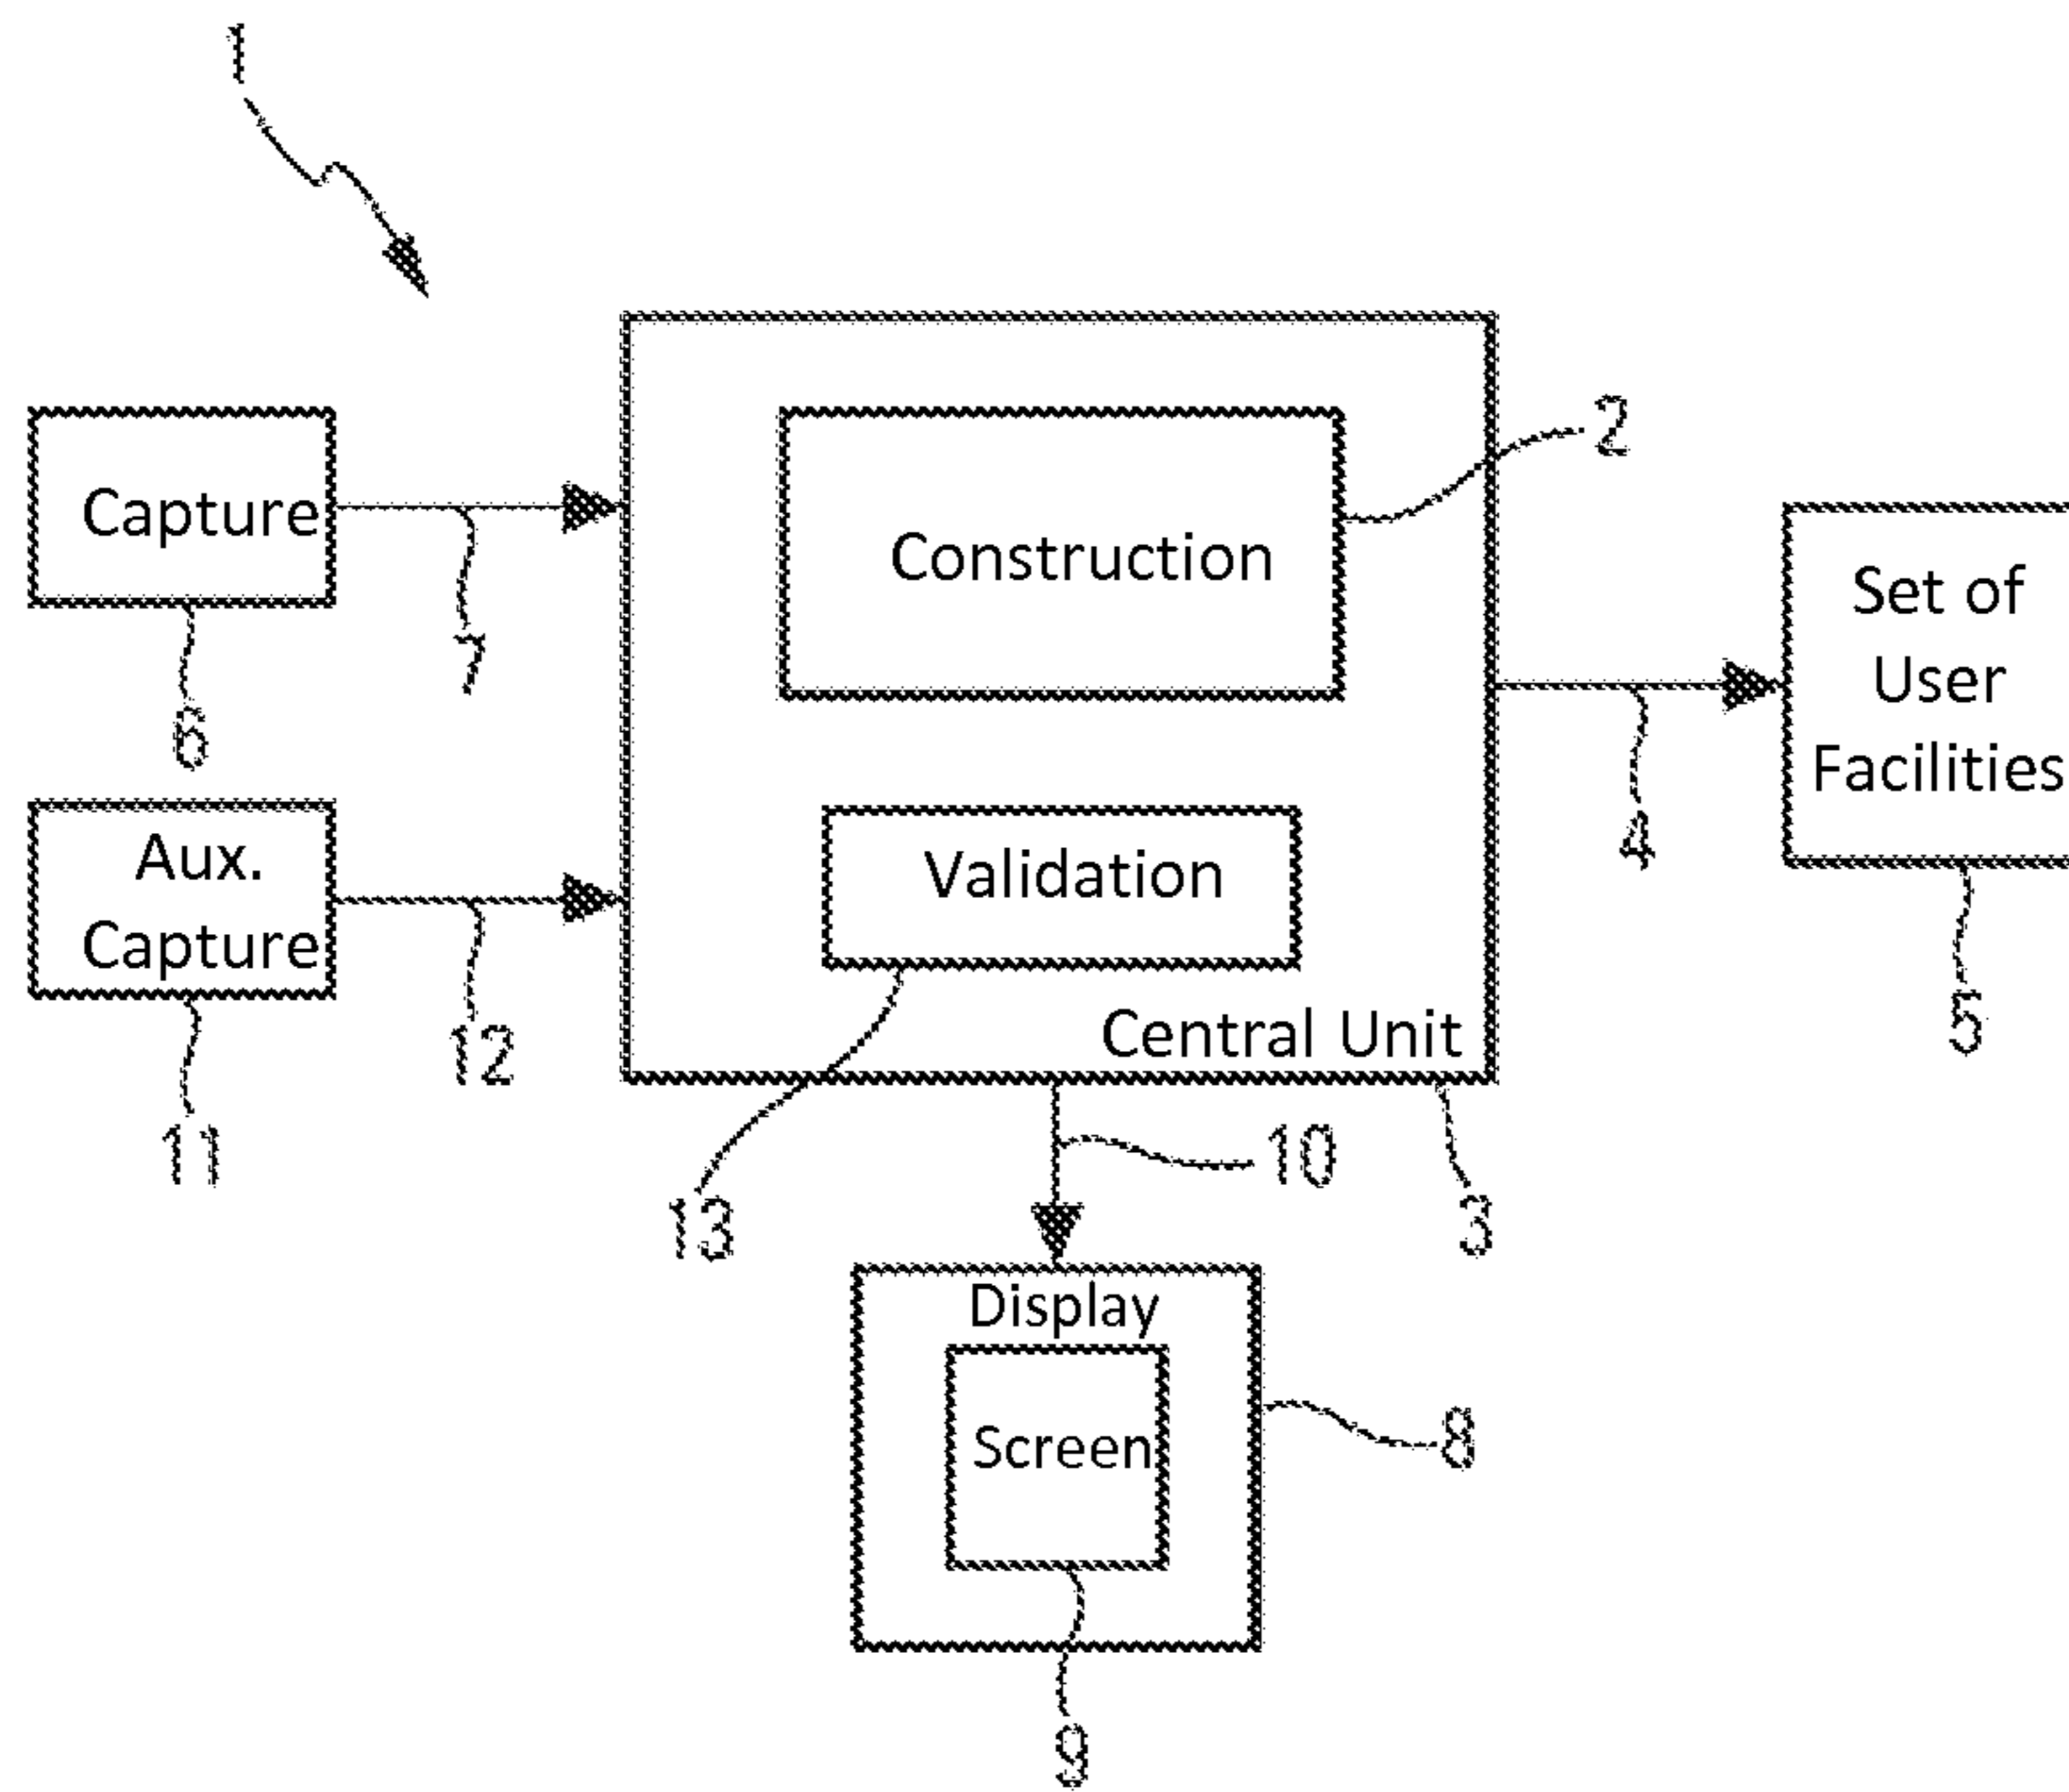 1
Capture
6
7
Aux.
Capture
11
12
Construction
2
Validation
13
Central Unit
3
4
Set of
User
Facilities
5
10
Display
Screen
8
9